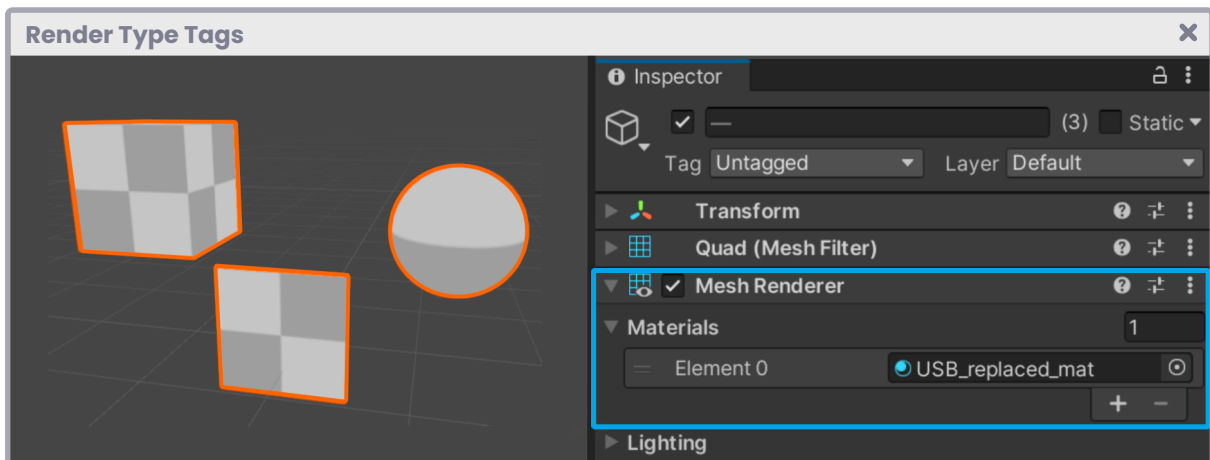 Render Type Tags
Inspector
— (3) Static
Tag Untagged Layer Default
Transform
Quad (Mesh Filter)
Mesh Renderer
Materials 1
Element 0 USB_replaced_mat
+ −
Lighting